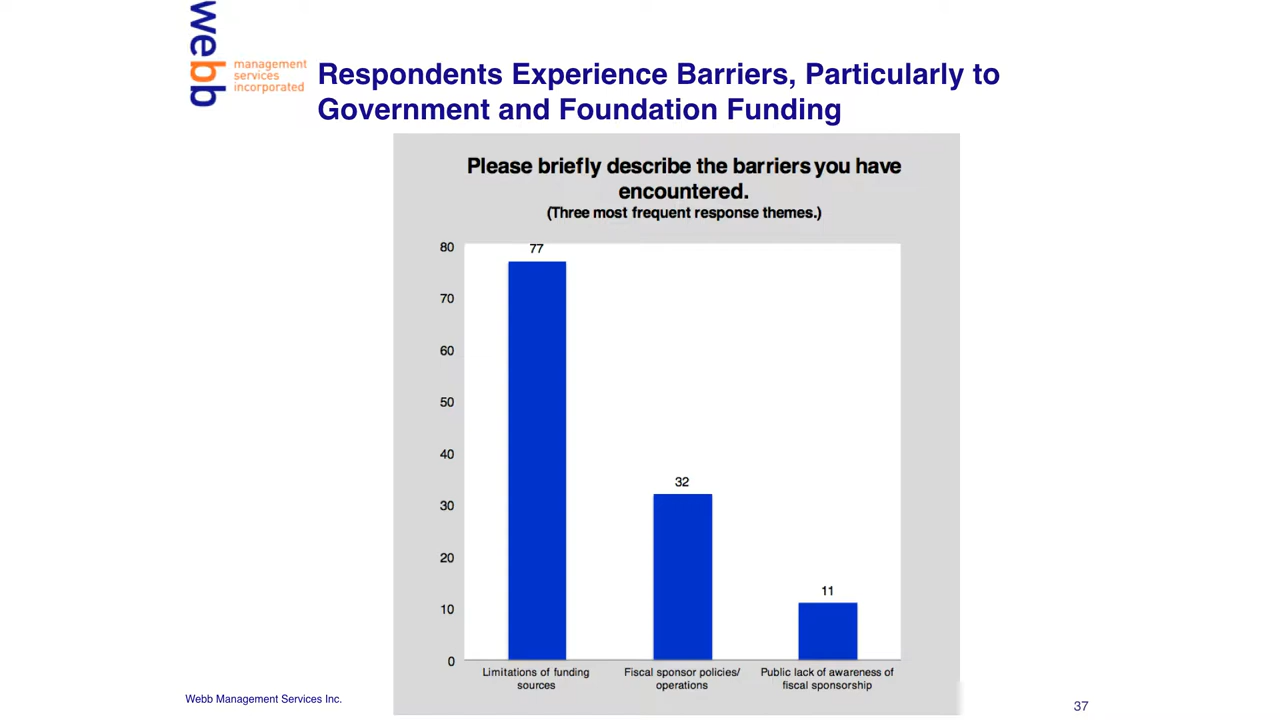 webb
management
services
incorporated
Respondents Experience Barriers, Particularly to
Government and Foundation Funding
Please briefly describe the barriers you have
encountered.
(Three most frequent response themes.)
80
70
60
50
40
30
20
10
0
77
32
11
Limitations of funding
sources
Fiscal sponsor policies/
operations
Public lack of awareness of
fiscal sponsorship
Webb Management Services Inc.
37